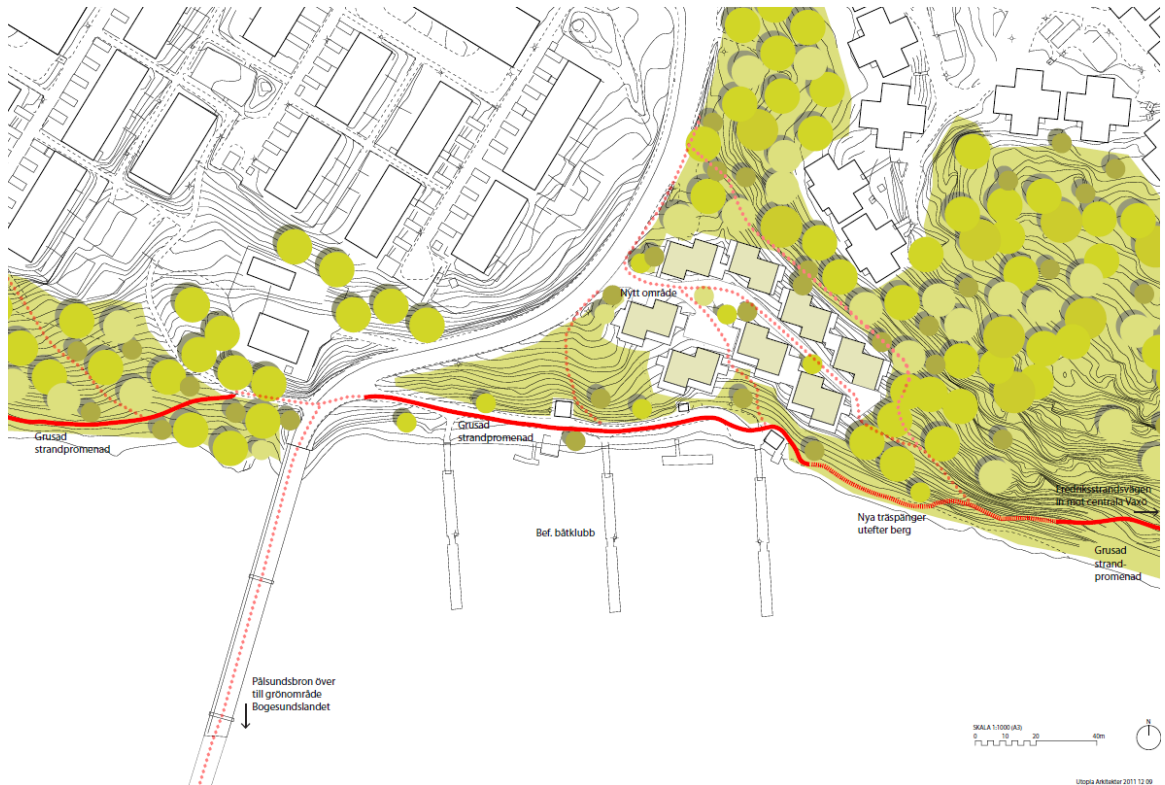 Nytt område
Grusad
strandpromenad
Grusad
strandpromenad
Fredriksstrandsvägen
in mot centrala Vaxö
Bef. båtklubb
Nya träspänger
utefter berg
Grusad
strand-
promenad
Pålsundsbron över
till grönområde
Bogesundslandet
SKALA 1:1000 (A3)
0 10 20 40m
N
Utopia Arkitekter 2011 12 09